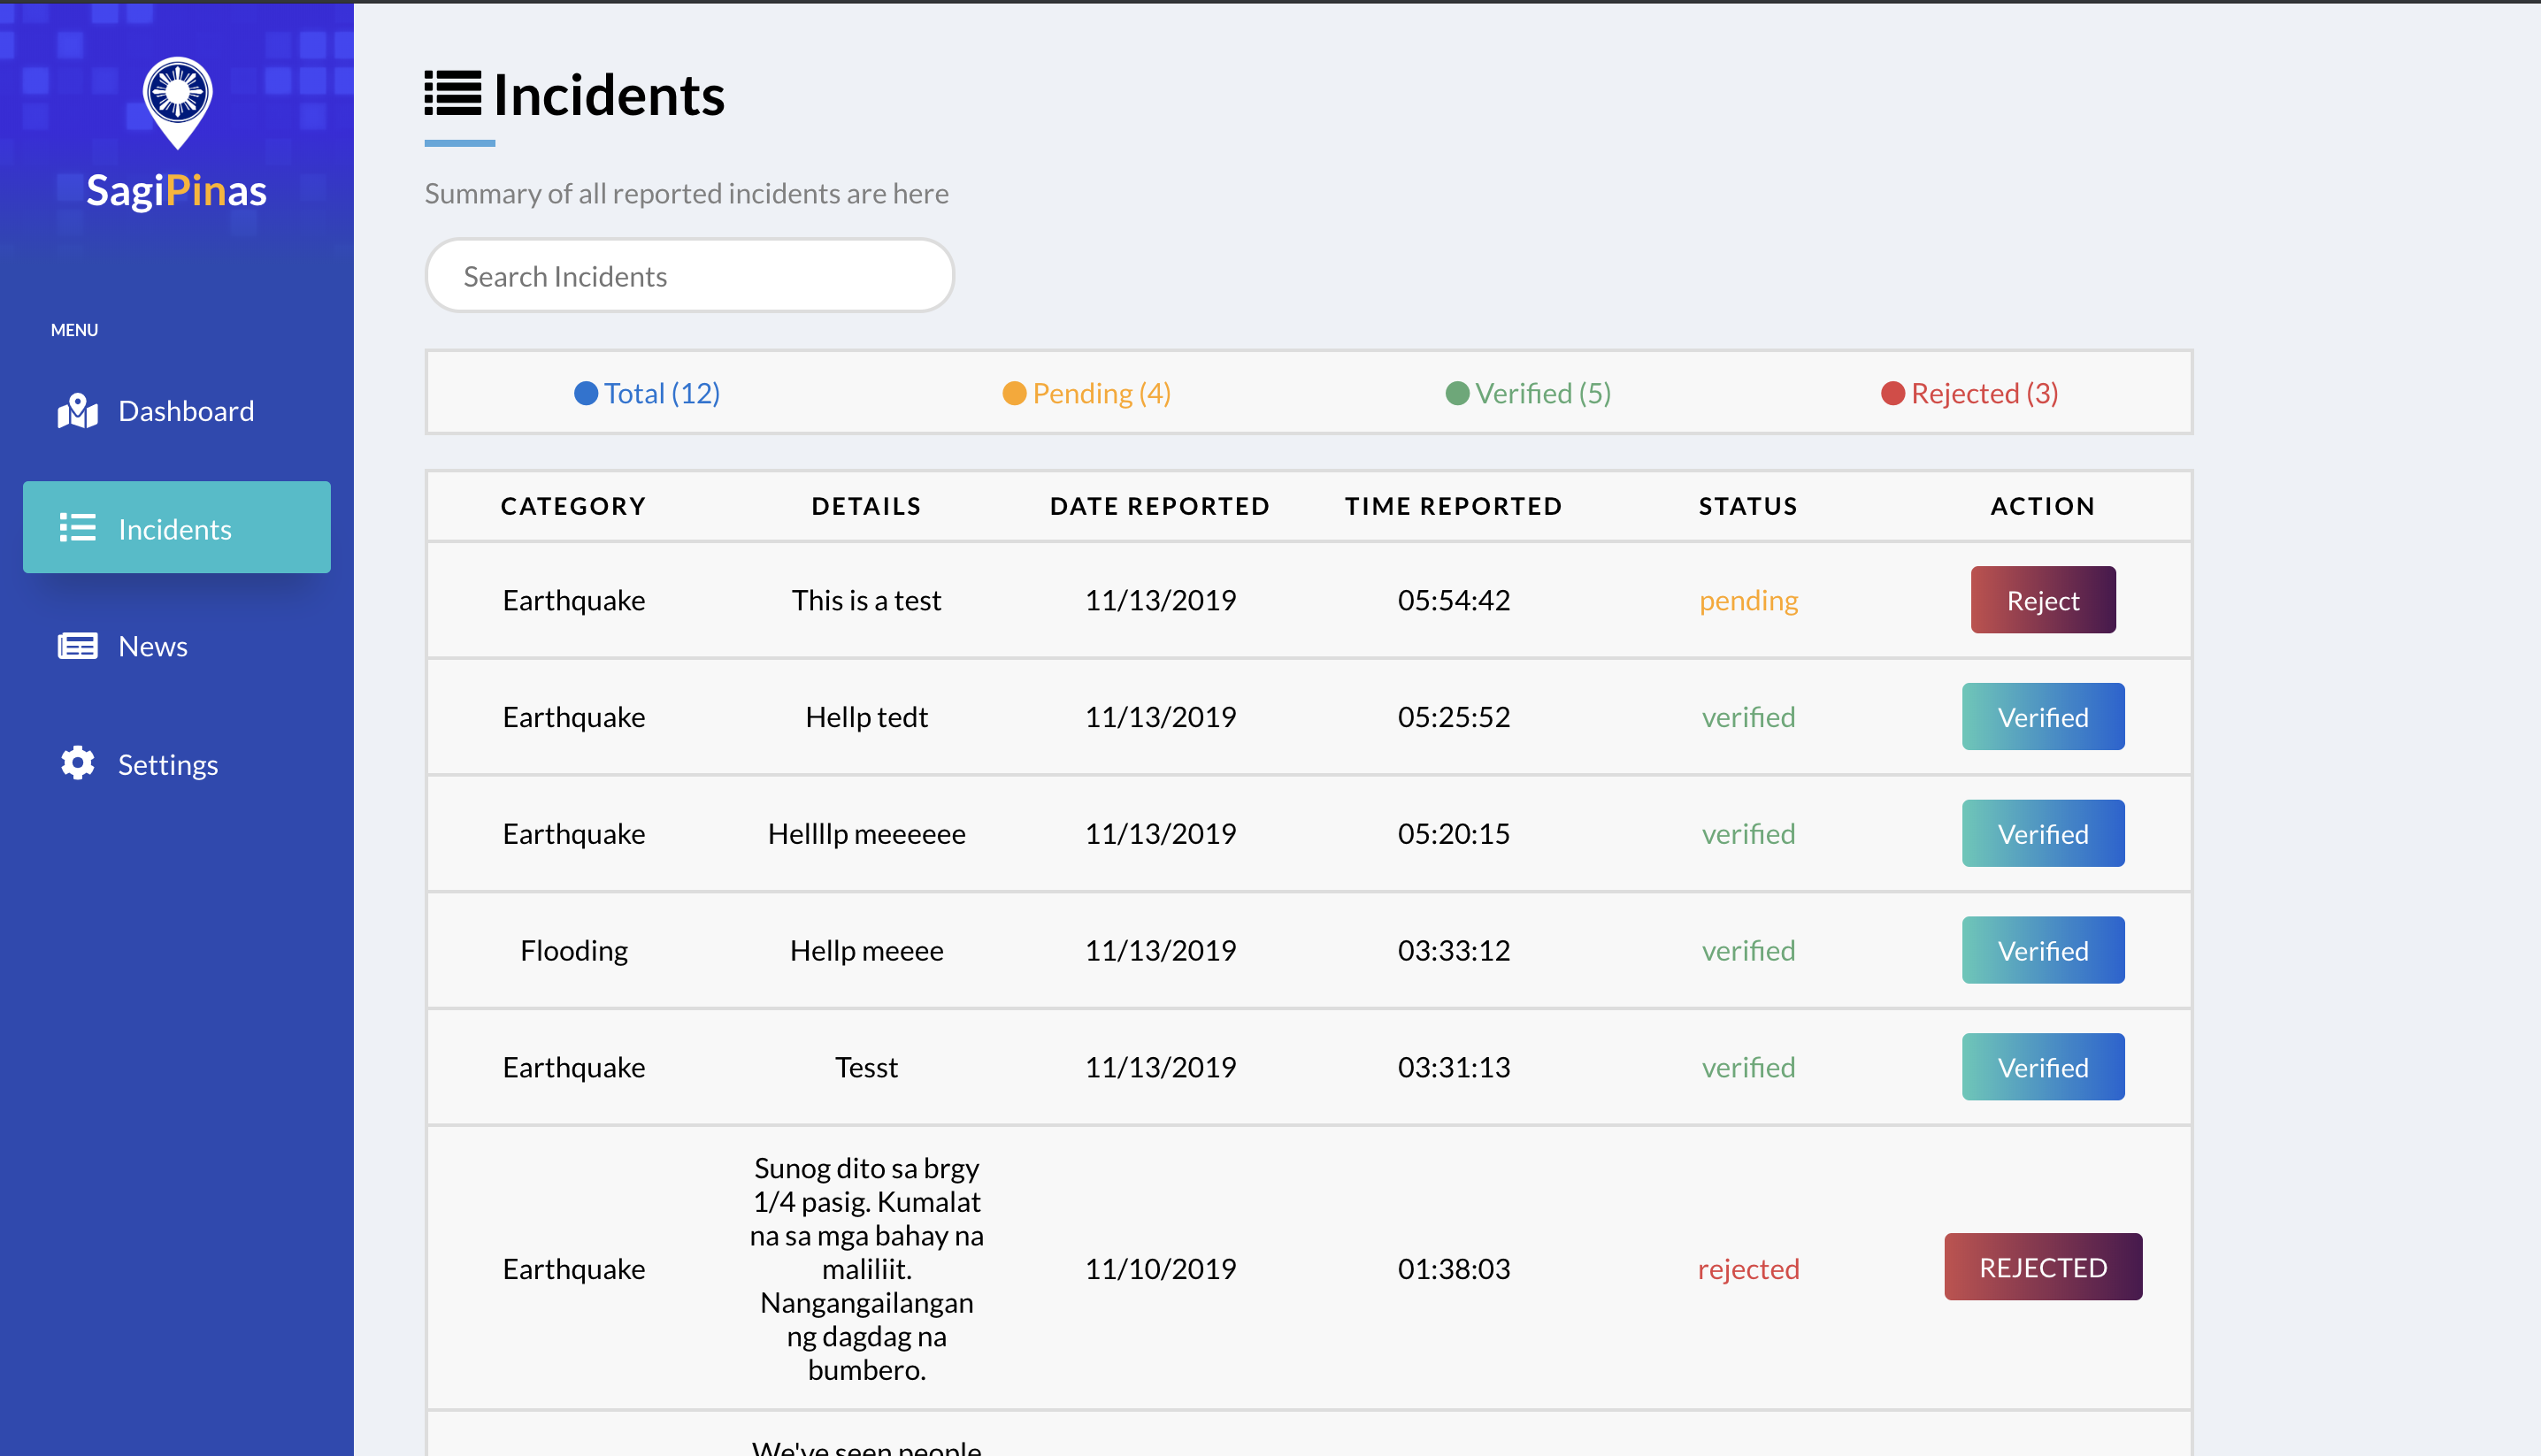 SagiPinas
MENU
Dashboard
Incidents
News
Settings
Incidents
Summary of all reported incidents are here
Search Incidents
Total (12) Pending (4) Verified (5) Rejected (3)
CATEGORY DETAILS DATE REPORTED TIME REPORTED STATUS ACTION
Earthquake This is a test 11/13/2019 05:54:42 pending Reject
Earthquake Hellp tedt 11/13/2019 05:25:52 verified Verified
Earthquake Hellllp meeeeee 11/13/2019 05:20:15 verified Verified
Flooding Hellp meeee 11/13/2019 03:33:12 verified Verified
Earthquake Tesst 11/13/2019 03:31:13 verified Verified
Sunog dito sa brgy
1/4 pasig. Kumalat
na sa mga bahay na
Earthquake maliliit. 11/10/2019 01:38:03 rejected REJECTED
Nangangailangan
ng dagdag na
bumbero.
We've seen people